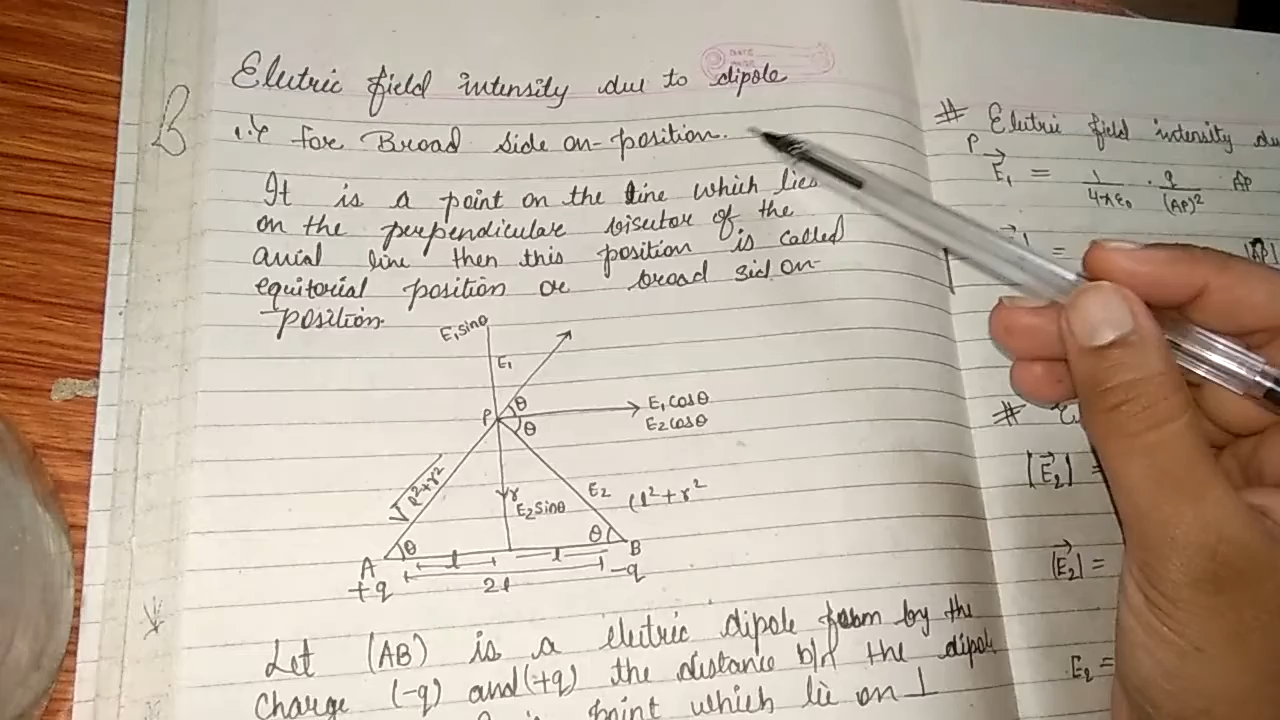 Electric field intensity due to dipole
DATE
B
for Broad side on-position.
It is a point on the line which lies
on the perpendicular bisector of the
axial line then this position is called
equitorial position or broad sid on-
position
E₁sinθ
E₁
θ
P
θ
E₁cosθ
E₂cosθ
√l²+r²
r
E₂
(l²+r²
E₂sinθ
θ
θ
A
B
l
l
+q
2l
-q
Let (AB) is a electric dipole form by the
charge (-q) and (+q) the distance b/n the dipole
point which lie on ⊥
# Electric field intensity du
P
E₁⃗ = 1/4πε₀ · q/(AP)² AP
=
#
|E₂⃗| =
|E₂⃗| =
E₂ =